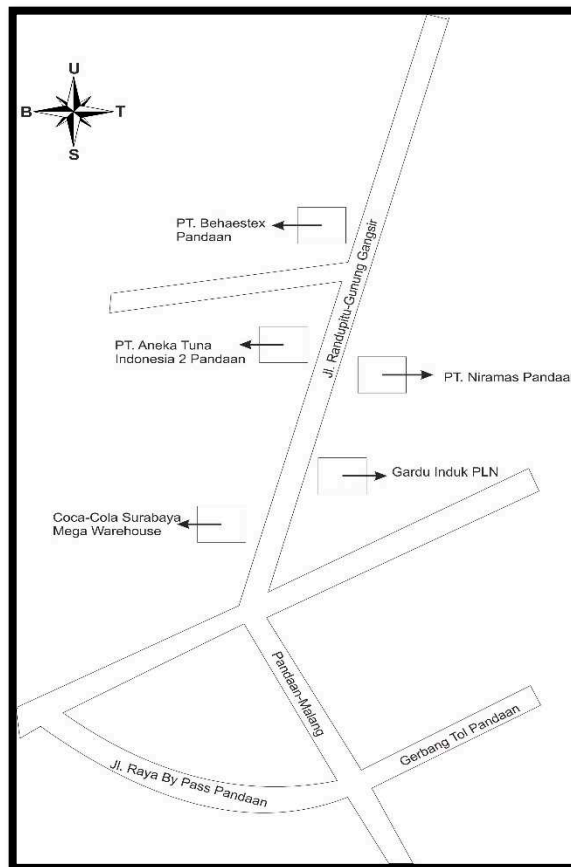 U
B
T
S
PT. Behaestex
Pandaan
Jl. Randupitu-Gunung Gangsir
PT. Aneka Tuna
Indonesia 2 Pandaan
PT. Niramas Pandaan
Gardu Induk PLN
Coca-Cola Surabaya
Mega Warehouse
Pandaan-Malang
Gerbang Tol Pandaan
Jl. Raya By Pass Pandaan